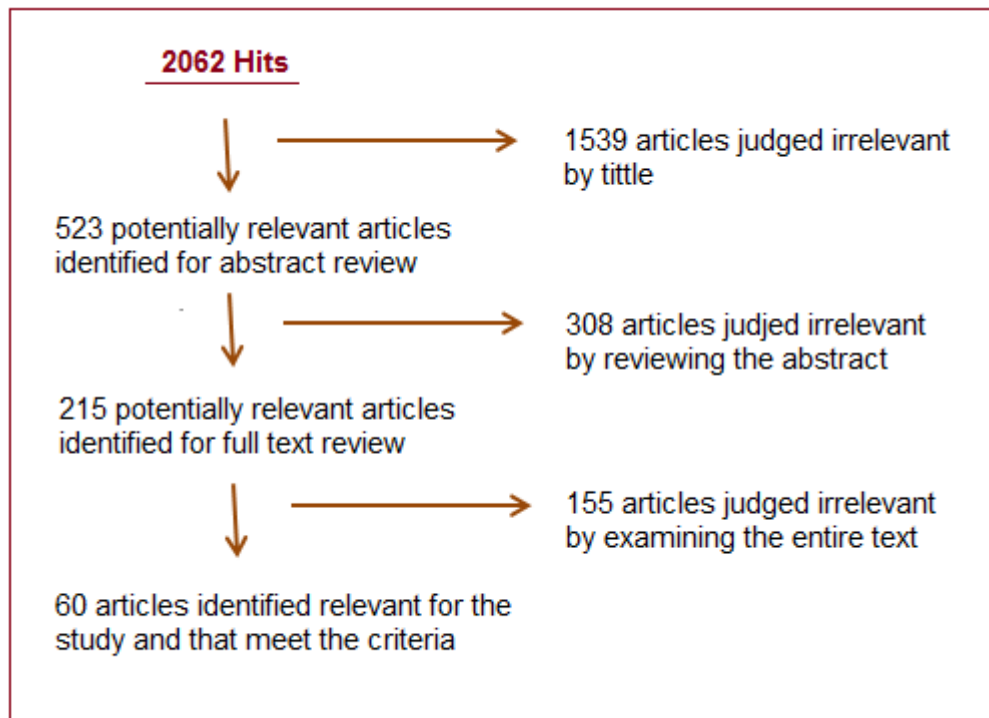 2062 Hits
1539 articles judged irrelevant
by tittle
523 potentially relevant articles
identified for abstract review
308 articles judjed irrelevant
by reviewing the abstract
215 potentially relevant articles
identified for full text review
155 articles judged irrelevant
by examining the entire text
60 articles identified relevant for the
study and that meet the criteria